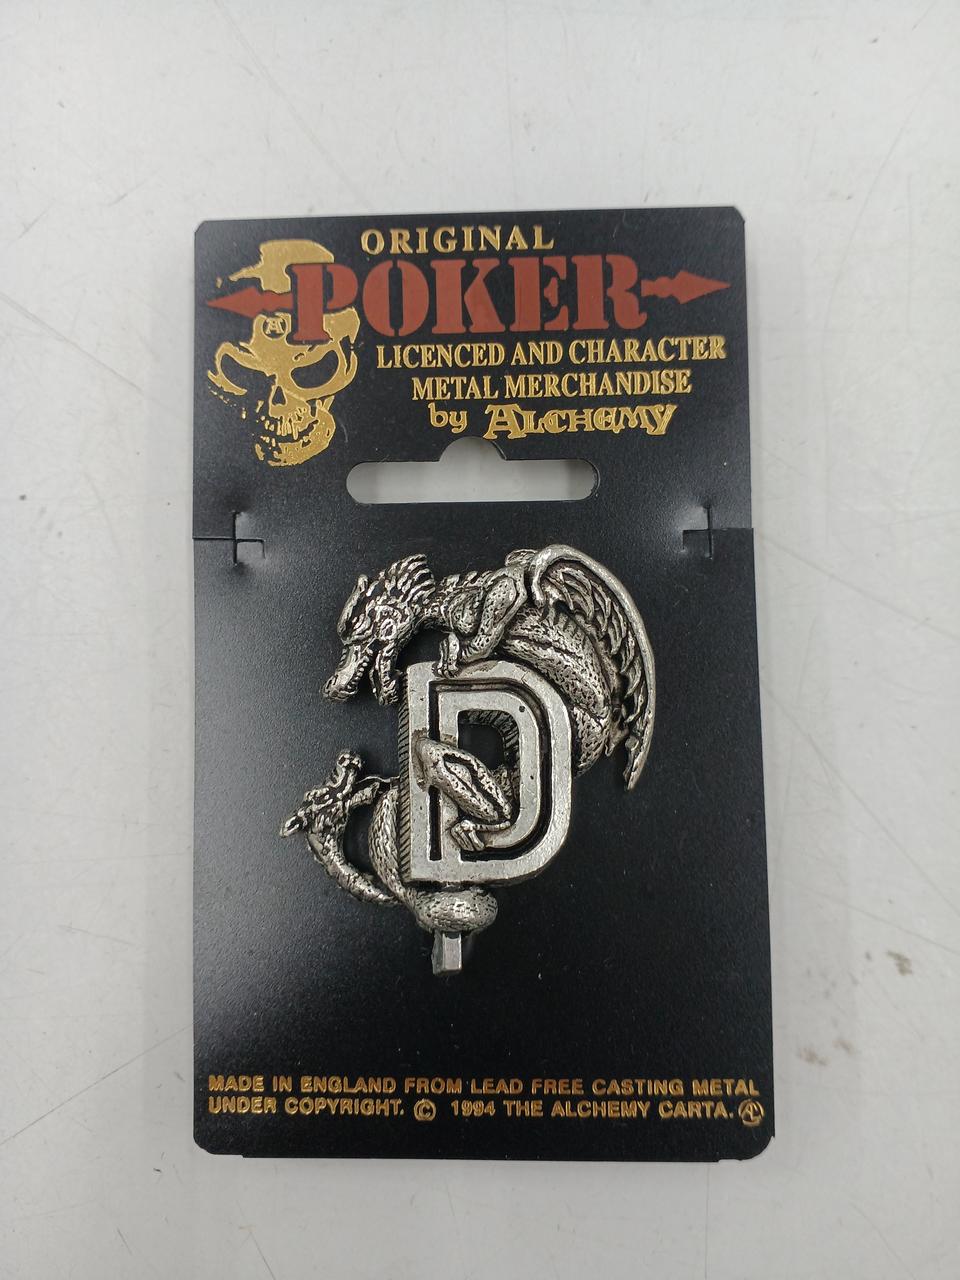 ORIGINAL
POKER
A
LICENCED AND CHARACTER
METAL MERCHANDISE
by ALCHEMY
D
MADE IN ENGLAND FROM LEAD FREE CASTING METAL
UNDER COPYRIGHT. © 1994 THE ALCHEMY CARTA.